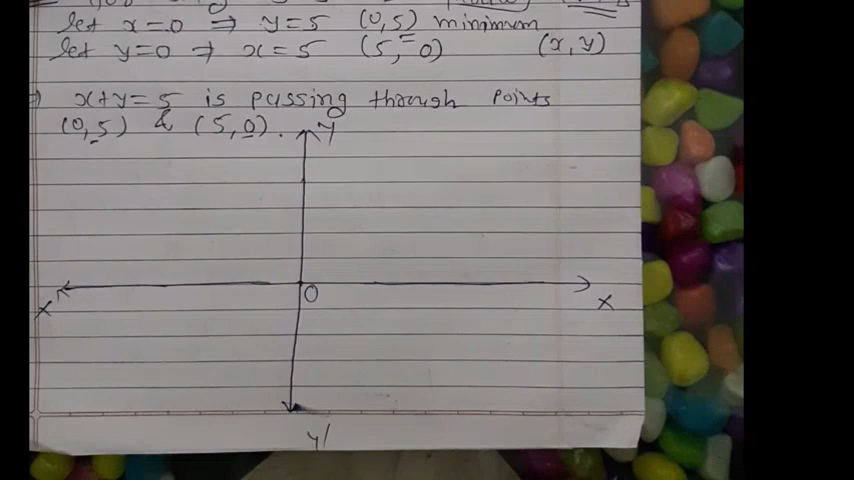 let x=0 ⇒ y=5 (0,5) minimum
let y=0 ⇒ x=5 (5,0) (x,y)
⇒ x+y=5 is passing through points
(0,5) & (5,0).
y
O
x
x
y'